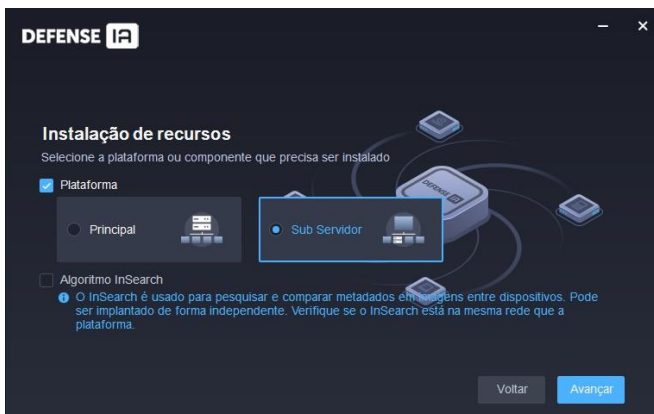 DEFENSE IA
Instalação de recursos
Selecione a plataforma ou componente que precisa ser instalado
Plataforma
Principal
Sub Servidor
DEFENSE IA
Algoritmo InSearch
O InSearch é usado para pesquisar e comparar metadados em imagens entre dispositivos. Pode
ser implantado de forma independente. Verifique se o InSearch está na mesma rede que a
plataforma.
Voltar
Avançar